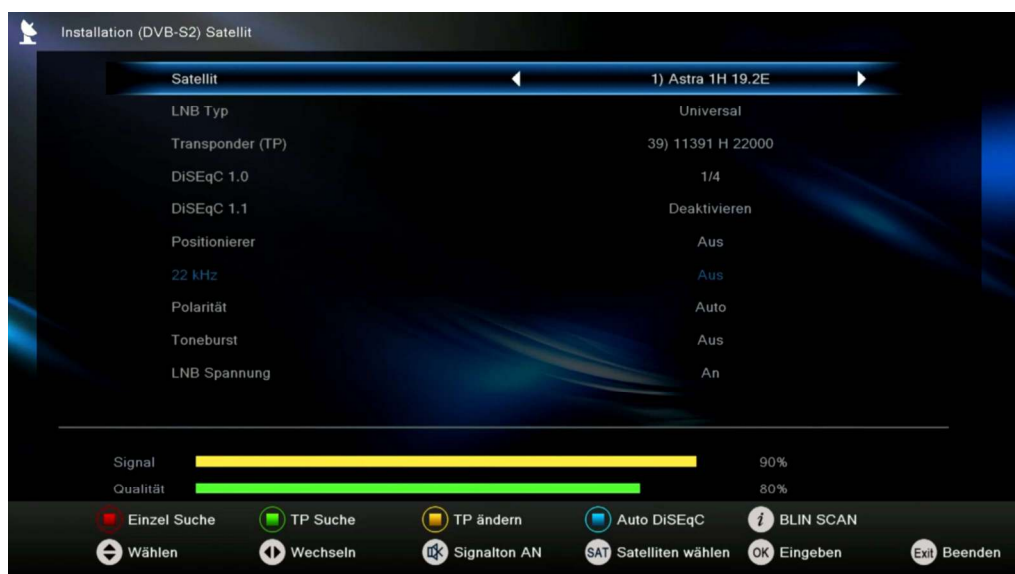 Installation (DVB-S2) Satellit
Satellit 1) Astra 1H 19.2E
LNB Typ Universal
Transponder (TP) 39) 11391 H 22000
DiSEqC 1.0 1/4
DiSEqC 1.1 Deaktivieren
Positionierer Aus
22 kHz Aus
Polarität Auto
Toneburst Aus
LNB Spannung An
Signal 90%
Qualität 80%
Einzel Suche TP Suche TP ändern Auto DiSEqC i BLIN SCAN
Wählen Wechseln Signalton AN SAT Satelliten wählen OK Eingeben Exit Beenden